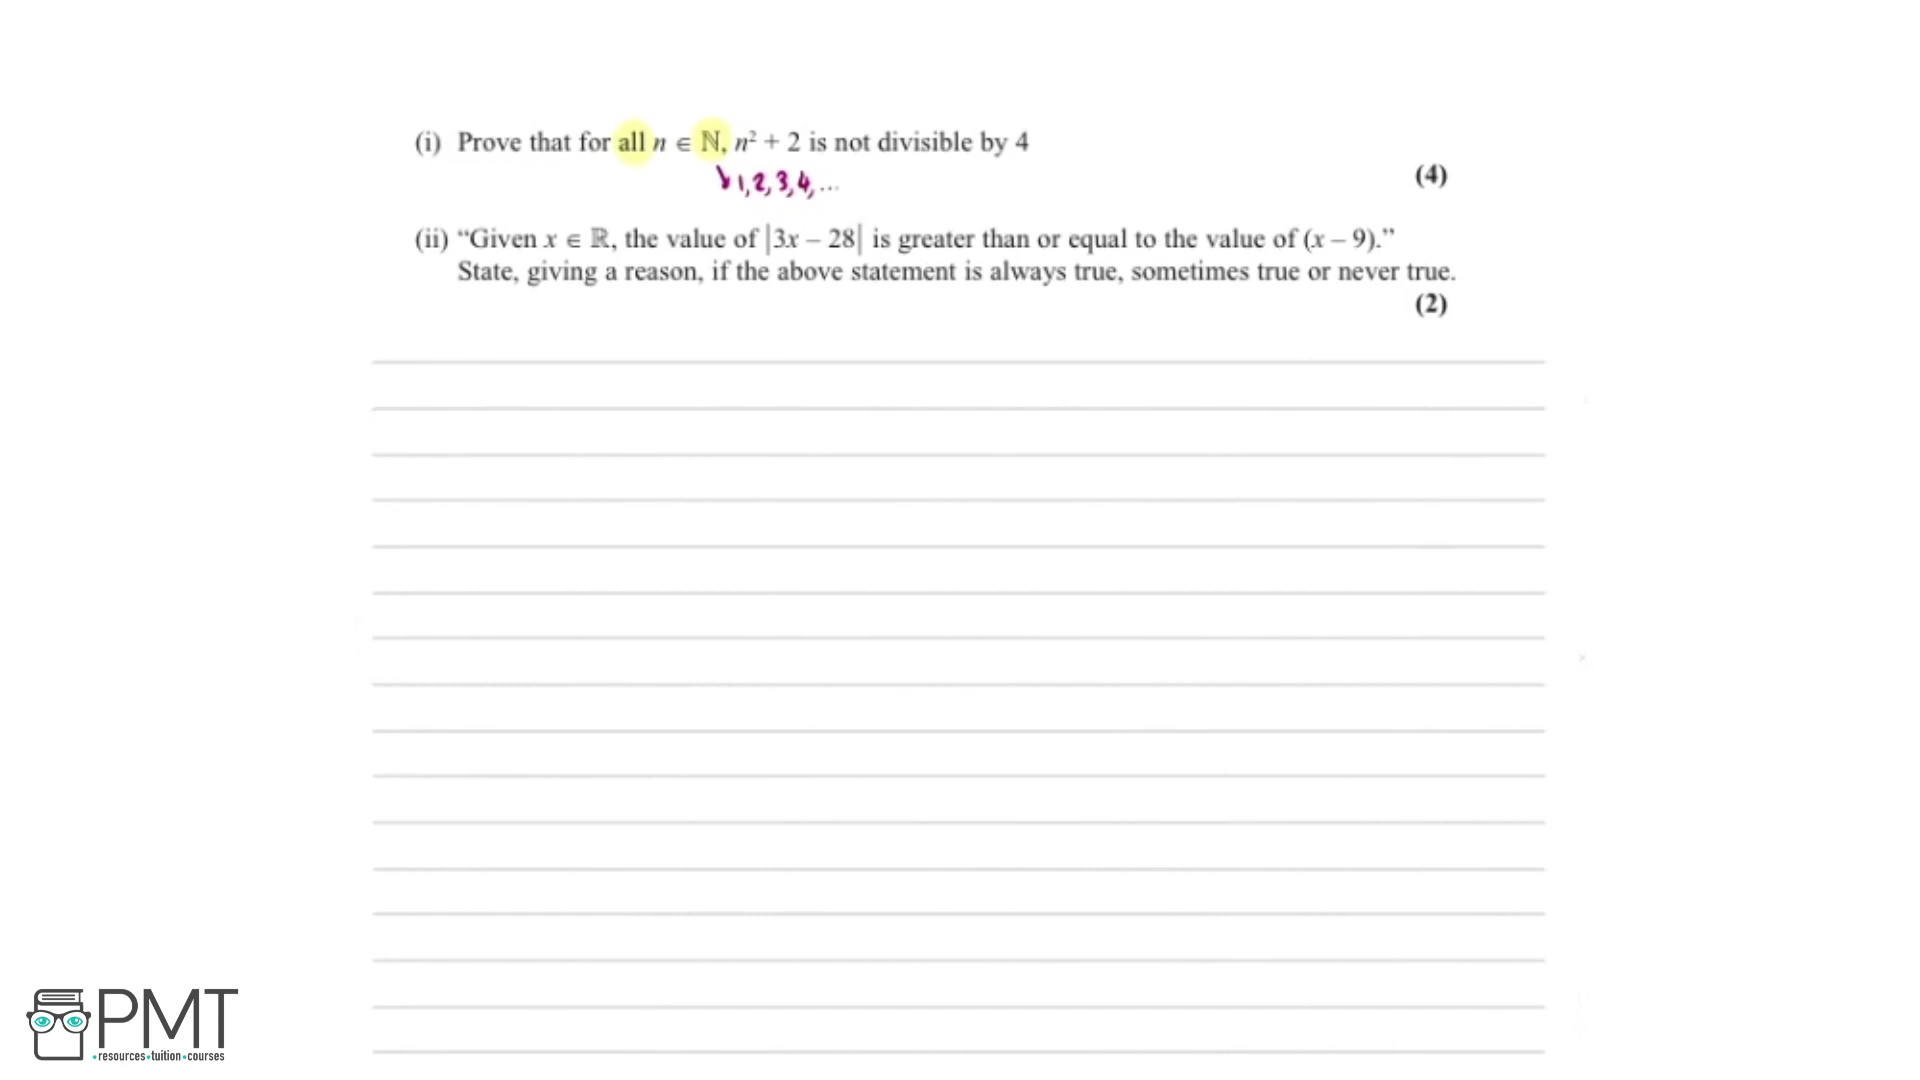 (i) Prove that for all n ∈ ℕ, n² + 2 is not divisible by 4
1, 2, 3, 4, ...
(4)
(ii) “Given x ∈ ℝ, the value of |3x – 28| is greater than or equal to the value of (x – 9).”
State, giving a reason, if the above statement is always true, sometimes true or never true.
(2)
PMT
•resources•tuition•courses